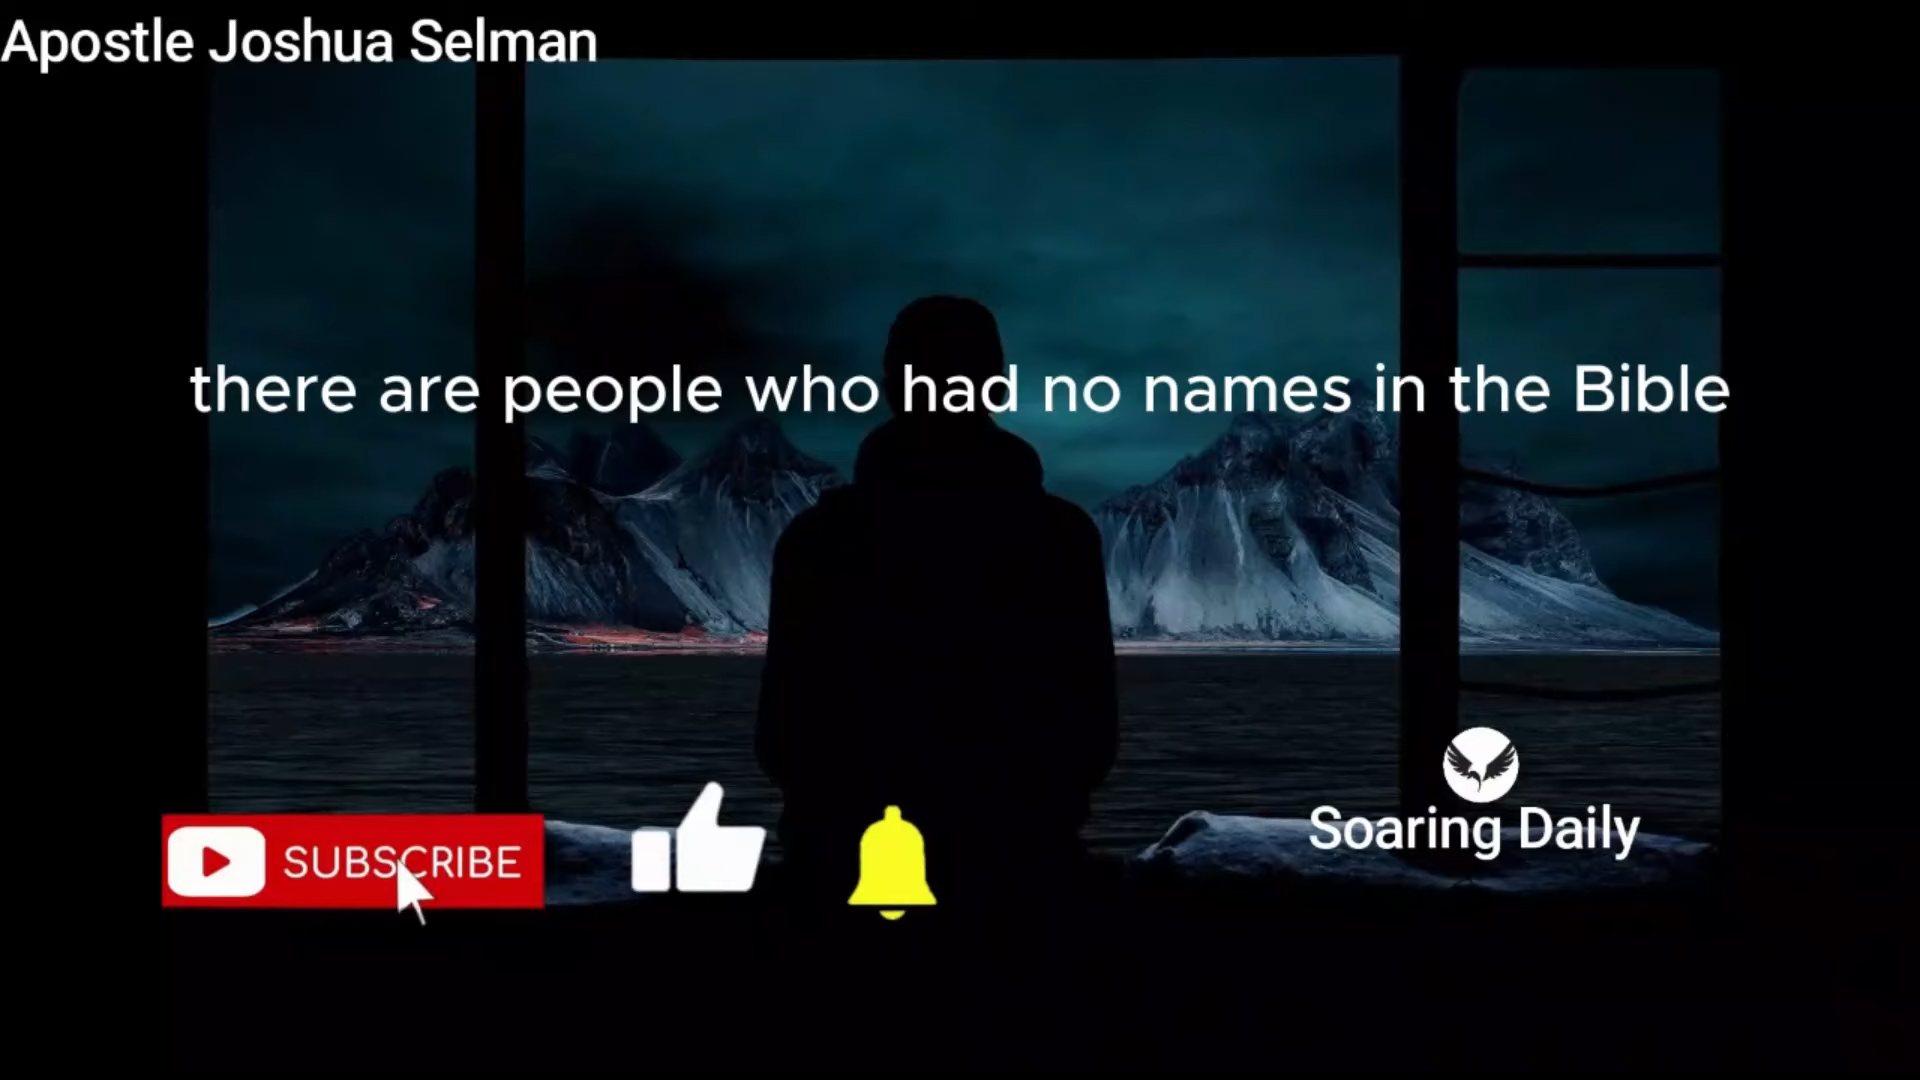 Apostle Joshua Selman
there are people who had no names in the Bible
SUBSCRIBE
Soaring Daily